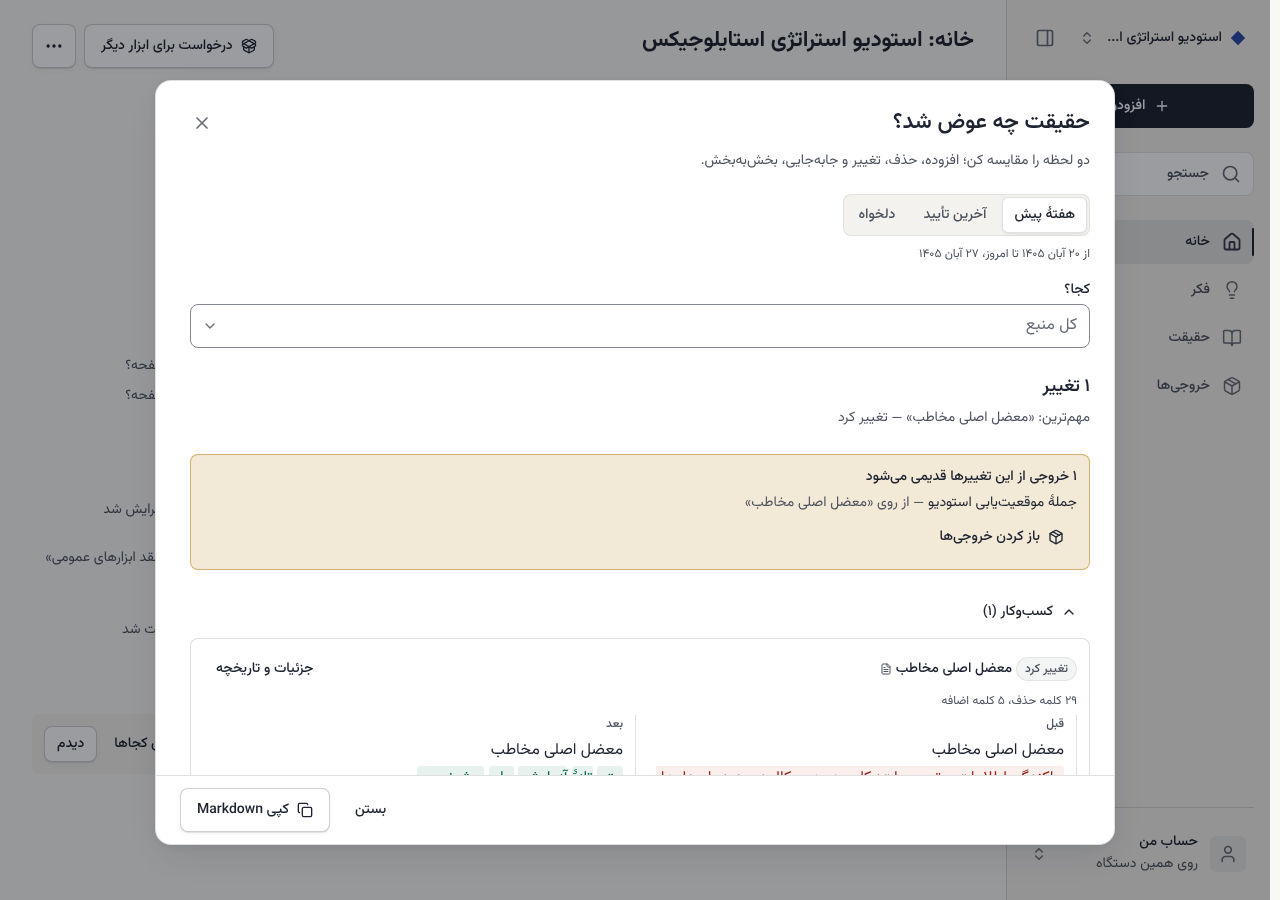 استودیو استراتژی ا...
خانه: استودیو استراتژی استایلوجیکس
درخواست برای ابزار دیگر
جستجو
خانه
فکر
حقیقت
خروجی‌ها
حساب من
روی همین دستگاه
حقیقت چه عوض شد؟
دو لحظه را مقایسه کن؛ افزوده، حذف، تغییر و جابه‌جایی، بخش‌به‌بخش.
هفتهٔ پیش
آخرین تأیید
دلخواه
از ۲۰ آبان ۱۴۰۵ تا امروز، ۲۷ آبان ۱۴۰۵
کجا؟
کل منبع
۱ تغییر
مهم‌ترین: «معضل اصلی مخاطب» — تغییر کرد
۱ خروجی از این تغییرها قدیمی می‌شود
جملهٔ موقعیت‌یابی استودیو — از روی «معضل اصلی مخاطب»
باز کردن خروجی‌ها
کسب‌وکار (۱)
تغییر کرد معضل اصلی مخاطب
جزئیات و تاریخچه
۲۹ کلمه حذف، ۵ کلمه اضافه
قبل
معضل اصلی مخاطب
بعد
معضل اصلی مخاطب
بستن
کپی Markdown
ابزارهای عمومی»
کجاها
دیدم